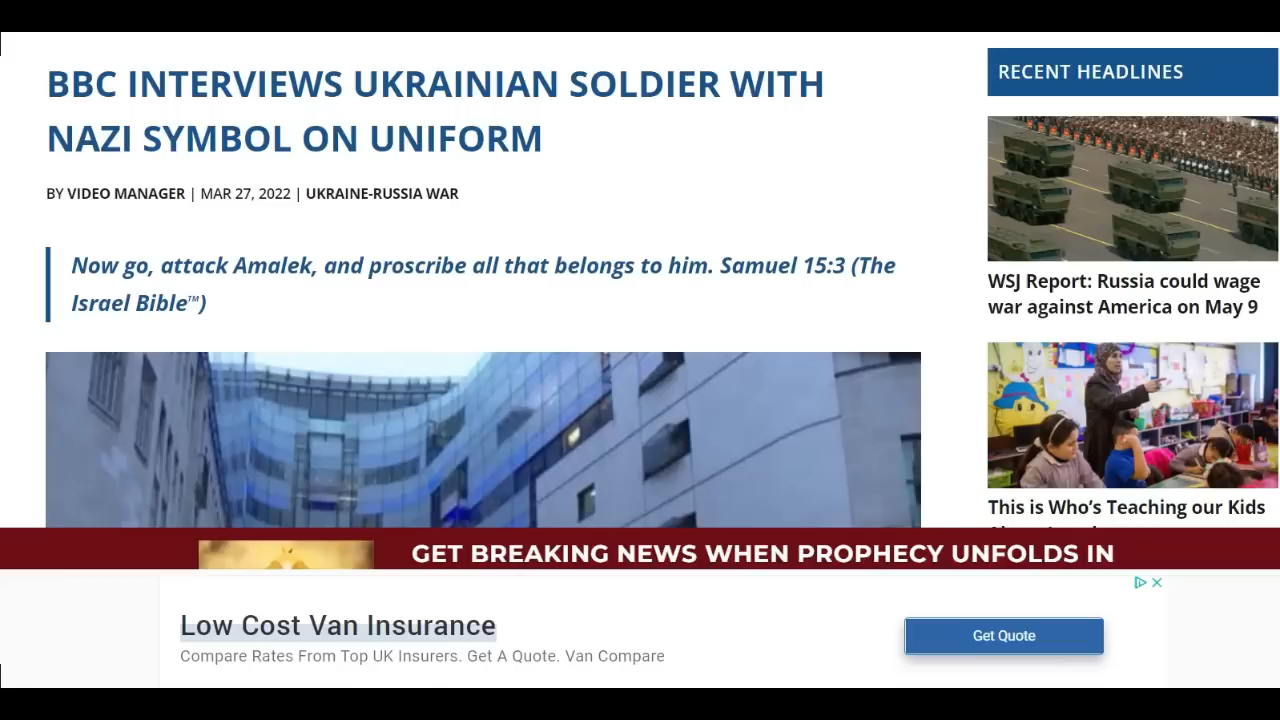 BBC INTERVIEWS UKRAINIAN SOLDIER WITH
NAZI SYMBOL ON UNIFORM
BY VIDEO MANAGER | MAR 27, 2022 | UKRAINE-RUSSIA WAR
Now go, attack Amalek, and proscribe all that belongs to him. Samuel 15:3 (The
Israel Bible™)
RECENT HEADLINES
WSJ Report: Russia could wage
war against America on May 9
This is Who's Teaching our Kids
GET BREAKING NEWS WHEN PROPHECY UNFOLDS IN
Low Cost Van Insurance
Compare Rates From Top UK Insurers. Get A Quote. Van Compare
Get Quote